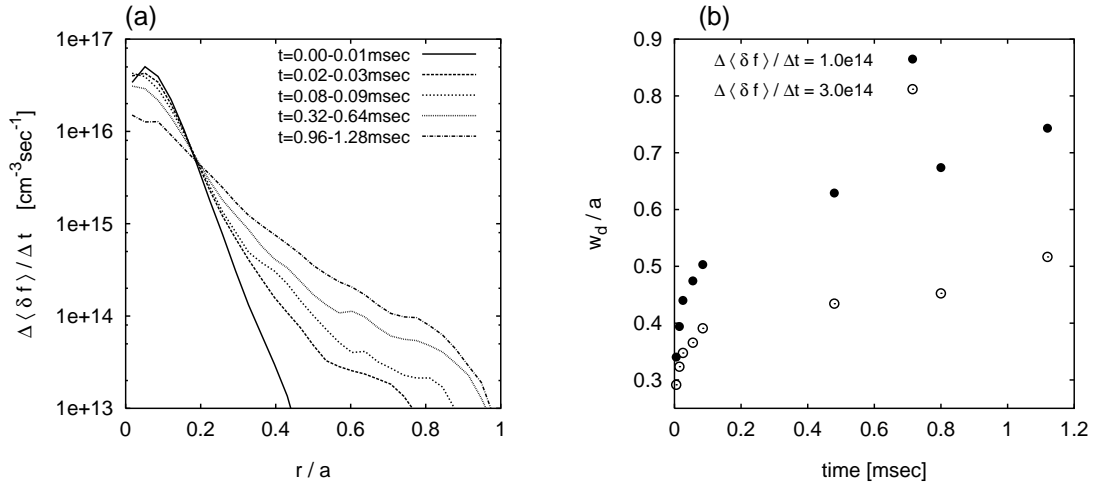 (a)
Δ ⟨ δ f ⟩ / Δ t [cm⁻³sec⁻¹]
1e+17
1e+16
1e+15
1e+14
1e+13
t=0.00-0.01msec
t=0.02-0.03msec
t=0.08-0.09msec
t=0.32-0.64msec
t=0.96-1.28msec
0 0.2 0.4 0.6 0.8 1
r / a
(b)
w_d / a
0.9
0.8
0.7
0.6
0.5
0.4
0.3
Δ ⟨ δ f ⟩ / Δt = 1.0e14
Δ ⟨ δ f ⟩ / Δt = 3.0e14
0 0.2 0.4 0.6 0.8 1 1.2
time [msec]